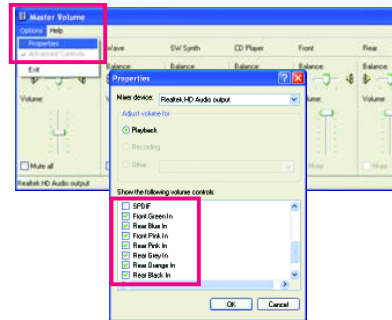 Master Volume
Options Help
Properties
Advanced Controls
Exit
Wave SW Synth CD Player Front Rear
Balance: Balance: Balance: Balance: Balance:
Properties
Mixer device: Realtek HD Audio output
Adjust volume for
Playback
Recording
Other
Show the following volume controls:
SPDIF
Front Green In
Rear Blue In
Front Pink In
Rear Pink In
Rear Grey In
Rear Orange In
Rear Black In
OK Cancel
Volume: Volume: Volume:
Mute all Mute Mute
Realtek HD Audio output